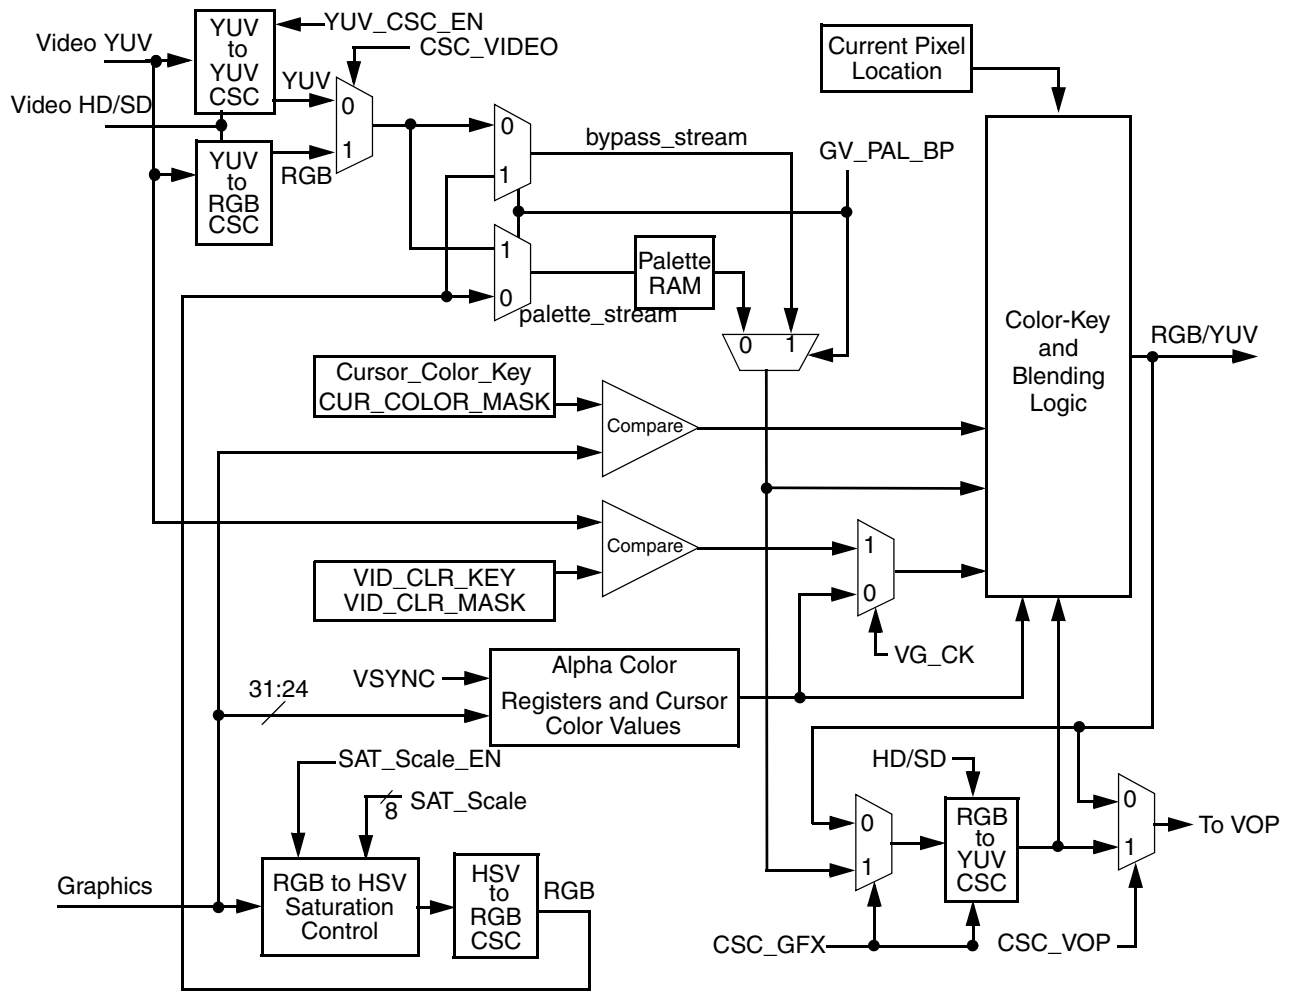 YUV
to
YUV
CSC
YUV_CSC_EN
Video YUV
CSC_VIDEO
Current Pixel
Location
YUV
0
Video HD/SD
1
RGB
YUV
to
RGB
CSC
0
bypass_stream
1
GV_PAL_BP
1
Palette
RAM
0
palette_stream
0
1
Color-Key
and
Blending
Logic
RGB/YUV
Cursor_Color_Key
CUR_COLOR_MASK
Compare
Compare
1
0
VID_CLR_KEY
VID_CLR_MASK
VG_CK
VSYNC
Alpha Color
Registers and Cursor
Color Values
31:24
SAT_Scale_EN
8
SAT_Scale
HD/SD
0
1
RGB
to
YUV
CSC
0
1
To VOP
Graphics
RGB to HSV
Saturation
Control
HSV
to
RGB
CSC
RGB
CSC_GFX
CSC_VOP